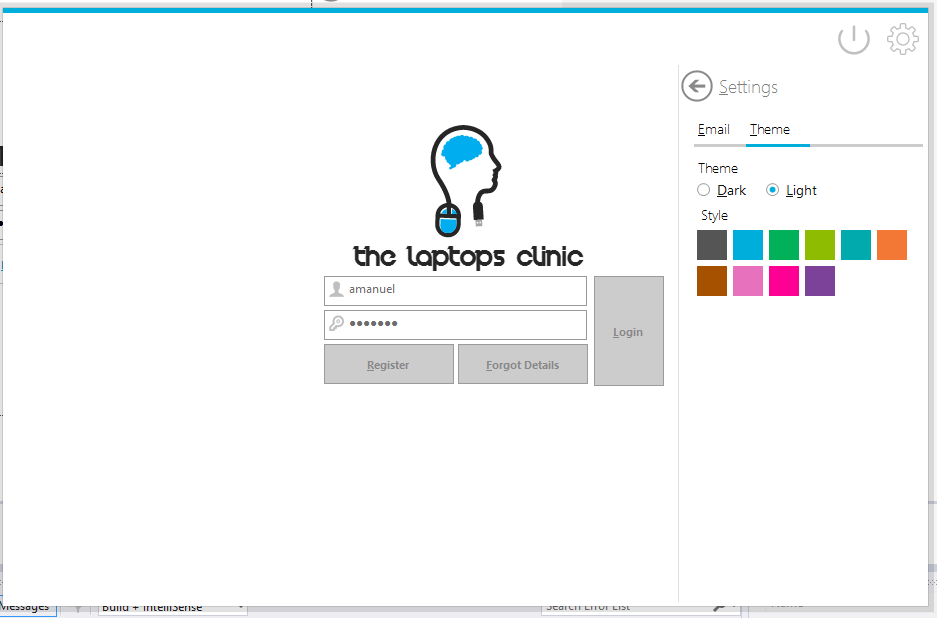 Settings
Email Theme
Theme
Dark Light
Style
the laptops clinic
amanuel
Login
Register Forgot Details
Messages Build + IntelliSense Search Error List